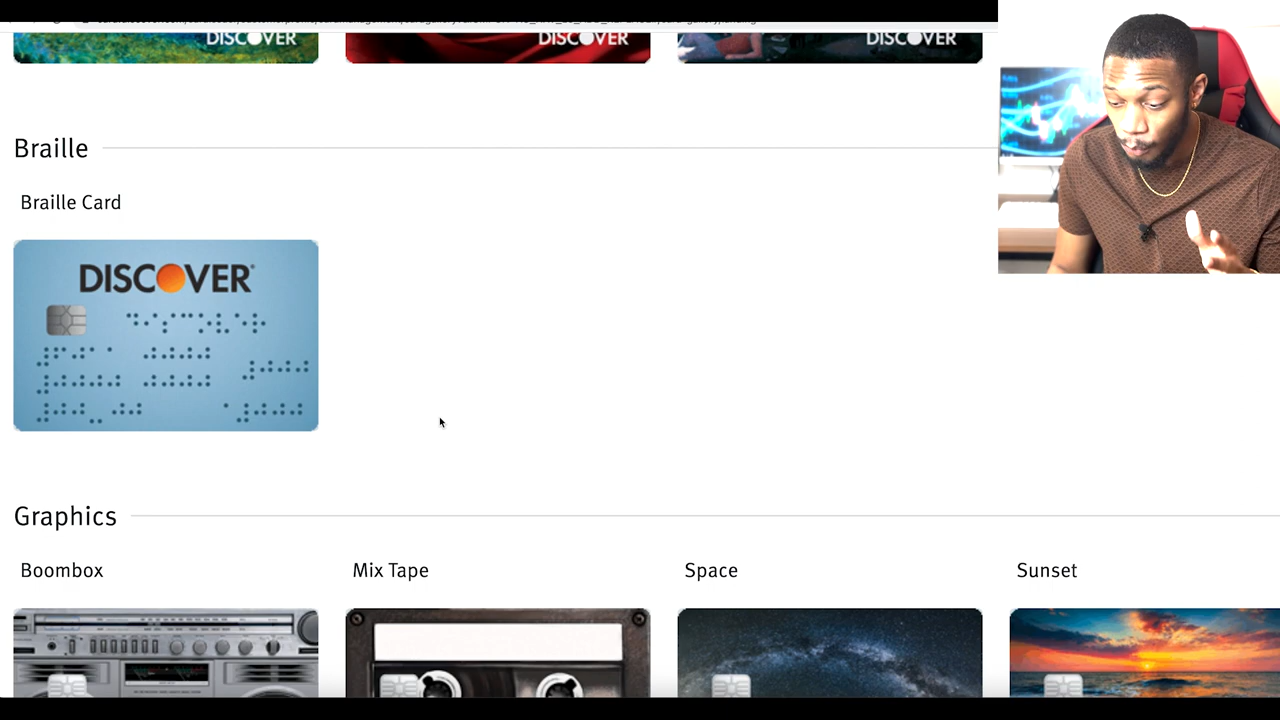 DISCOVER DISCOVER DISCOVER
Braille
Braille Card
DISCOVER
Graphics
Boombox Mix Tape Space Sunset